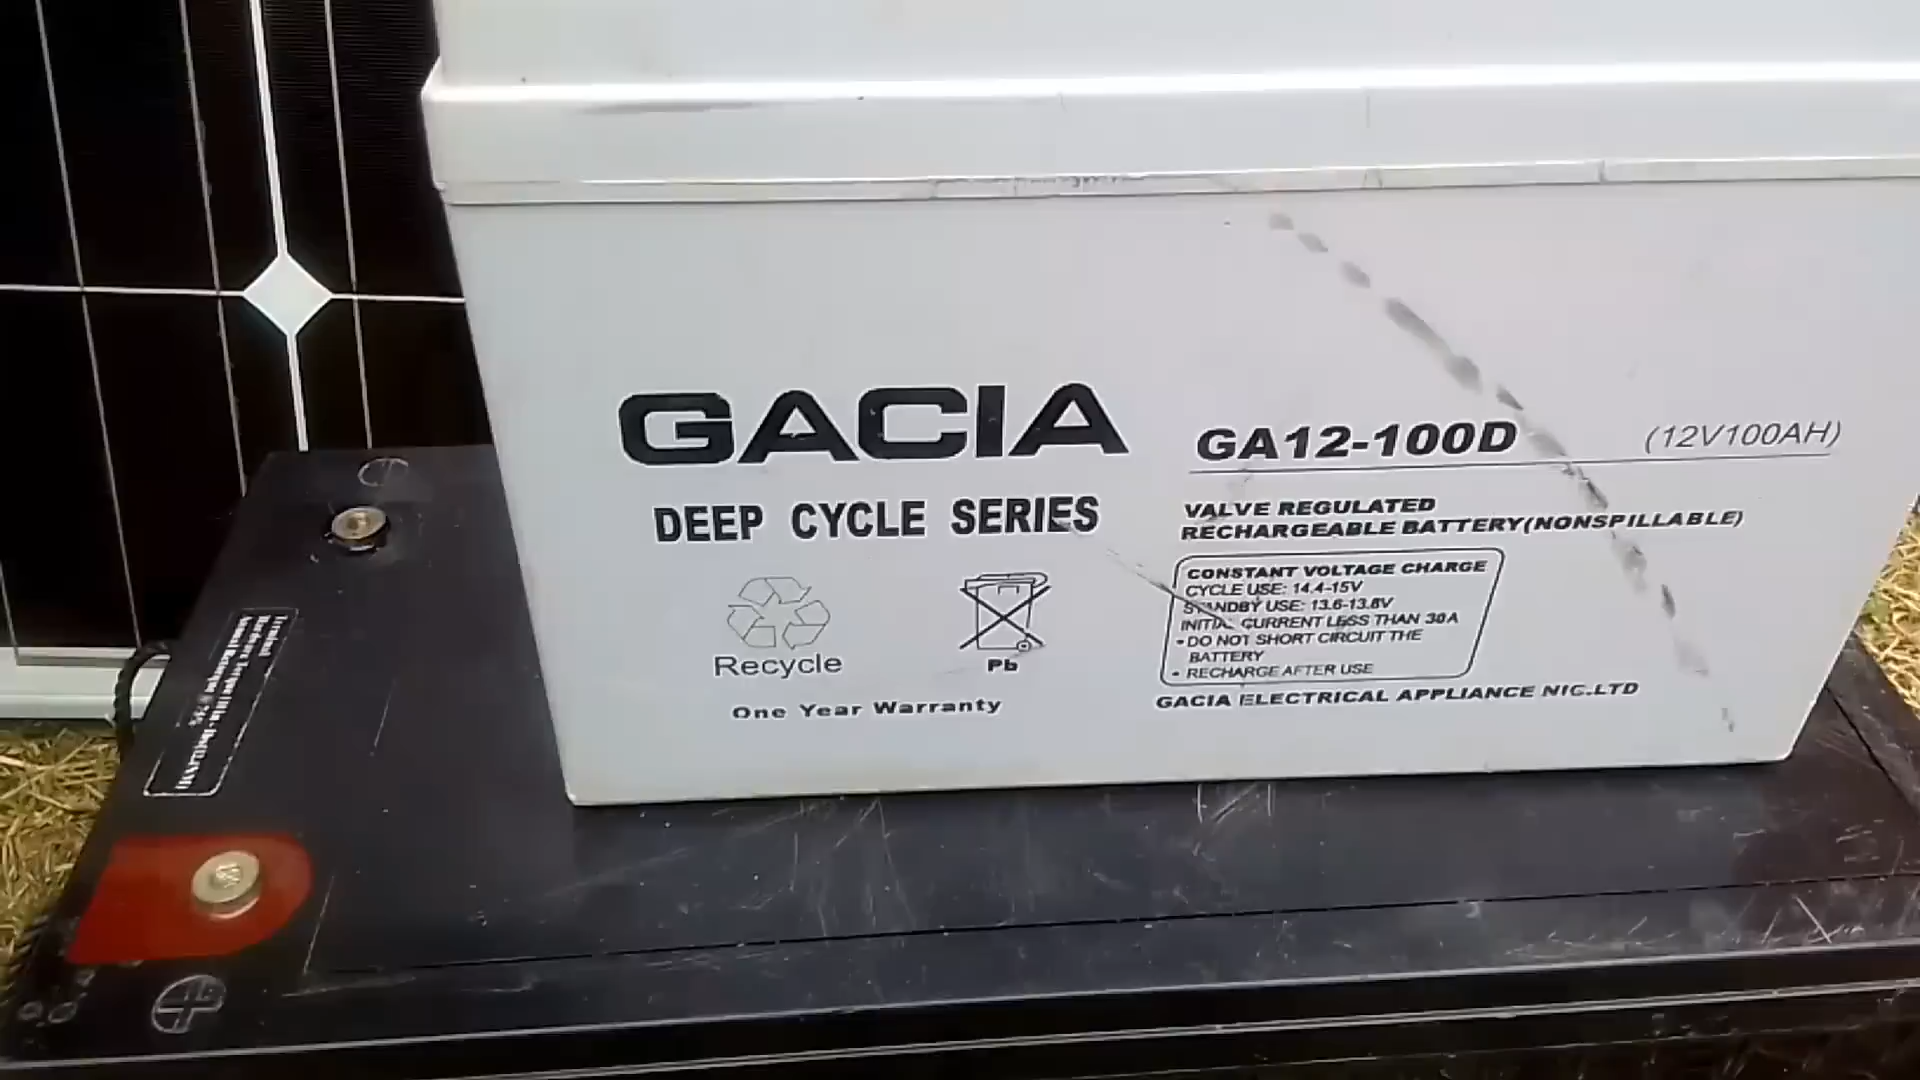 GACIA
DEEP CYCLE SERIES
Recycle
Pb
One Year Warranty
GA12-100D (12V100AH)
VALVE REGULATED
RECHARGEABLE BATTERY(NONSPILLABLE)
CONSTANT VOLTAGE CHARGE
CYCLE USE: 14.4-15V
STANDBY USE: 13.6-13.8V
INITIAL CURRENT LESS THAN 30A
•DO NOT SHORT CIRCUIT THE
BATTERY
• RECHARGE AFTER USE
GACIA ELECTRICAL APPLIANCE NIC.LTD
Terminal